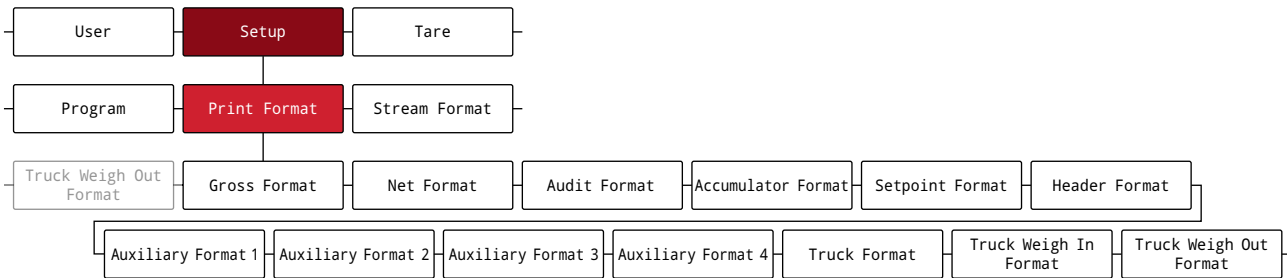 User
Setup
Tare
Program
Print Format
Stream Format
Truck Weigh Out
Format
Gross Format
Net Format
Audit Format
Accumulator Format
Setpoint Format
Header Format
Auxiliary Format 1
Auxiliary Format 2
Auxiliary Format 3
Auxiliary Format 4
Truck Format
Truck Weigh In
Format
Truck Weigh Out
Format